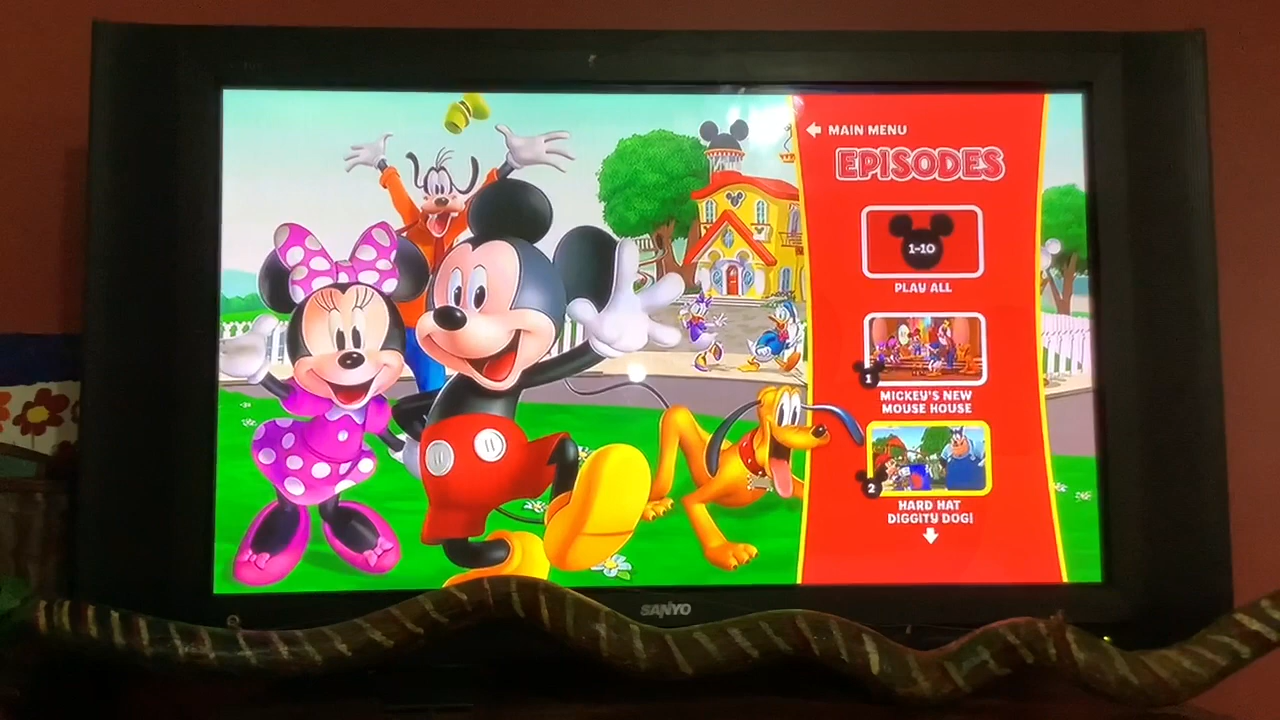 MAIN MENU
EPISODES
1-10
PLAY ALL
1
MICKEY'S NEW
MOUSE HOUSE
2
HARD HAT
DIGGITY DOG!
SANYO